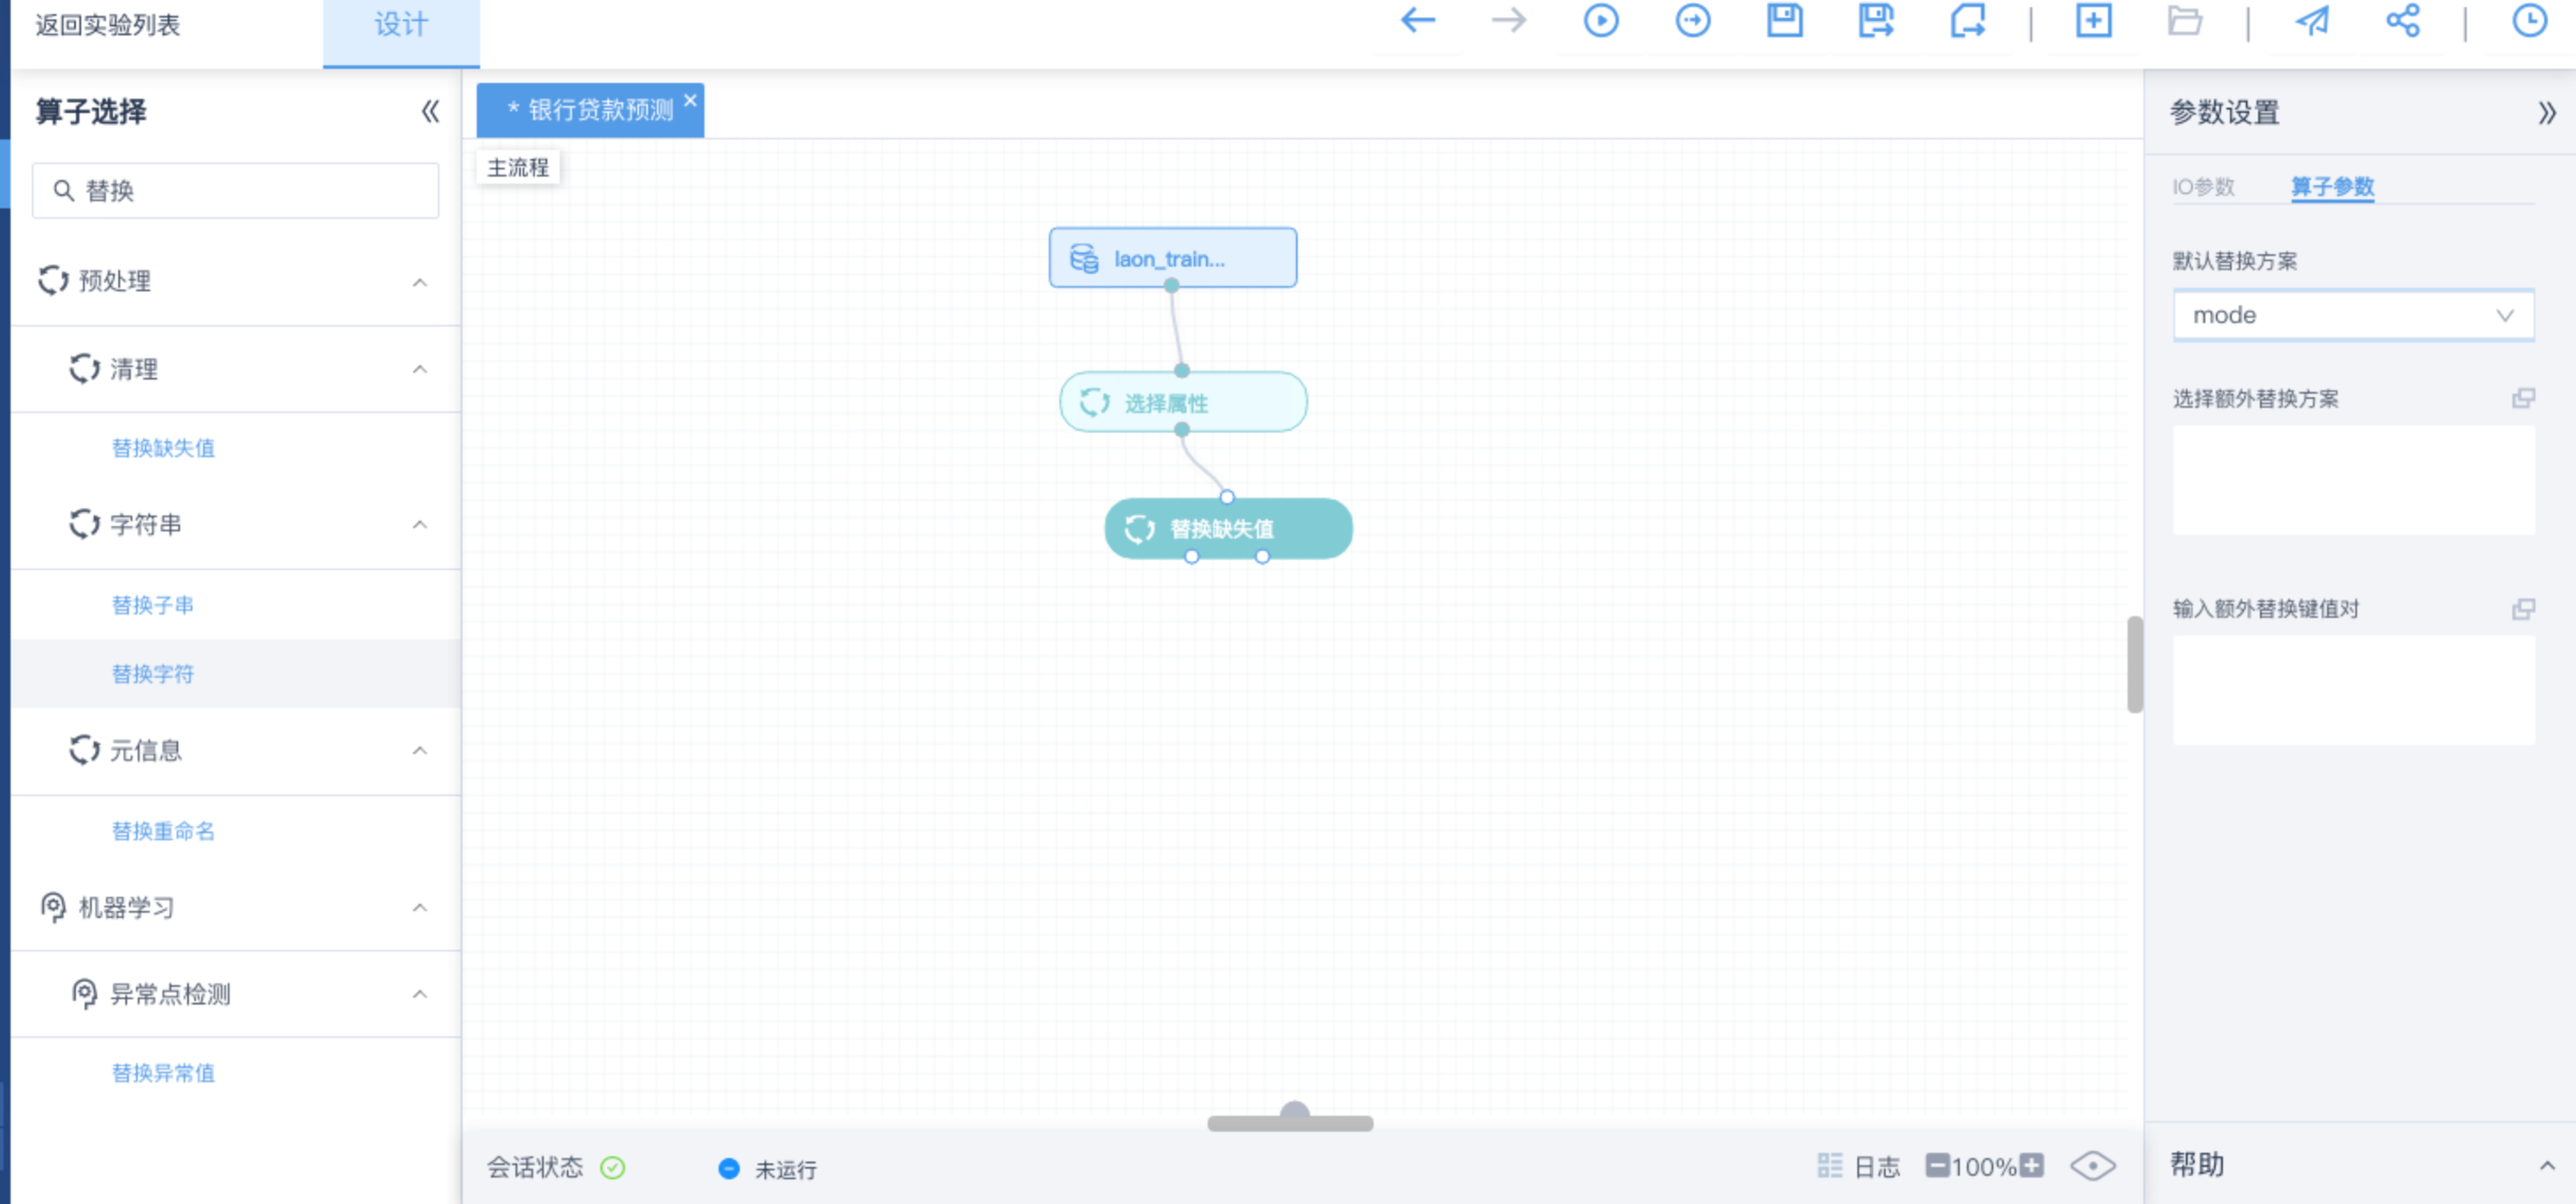 返回实验列表
设计
算子选择
替换
预处理
清理
替换缺失值
字符串
替换子串
替换字符
元信息
替换重命名
机器学习
异常点检测
替换异常值
* 银行贷款预测
主流程
laon_train...
选择属性
替换缺失值
会话状态
未运行
日志
100%
参数设置
IO参数
算子参数
默认替换方案
mode
选择额外替换方案
输入额外替换键值对
帮助